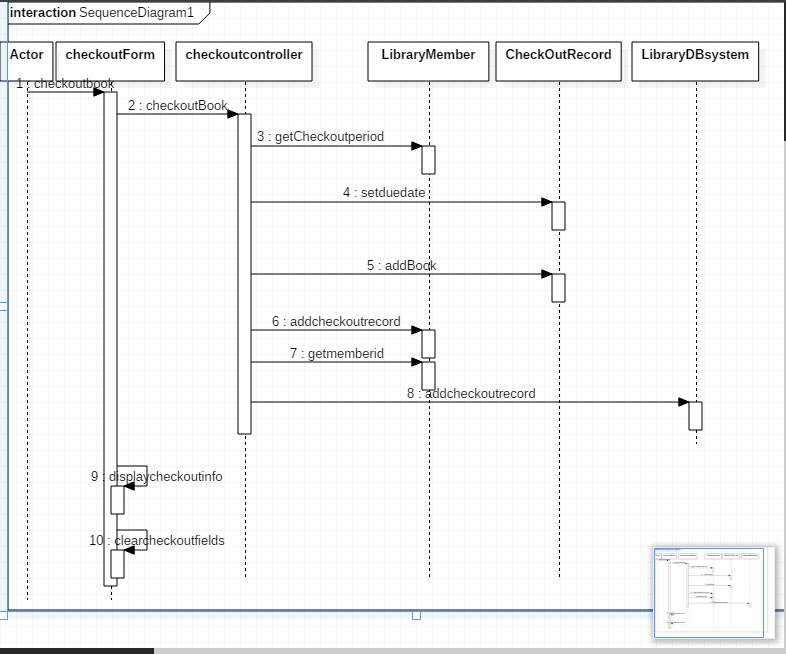 interaction SequenceDiagram1
Actor
checkoutForm
checkoutcontroller
LibraryMember
CheckOutRecord
LibraryDBsystem
1 : checkoutbook
2 : checkoutBook
3 : getCheckoutperiod
4 : setduedate
5 : addBook
6 : addcheckoutrecord
7 : getmemberid
8 : addcheckoutrecord
9 : displaycheckoutinfo
10 : clearcheckoutfields